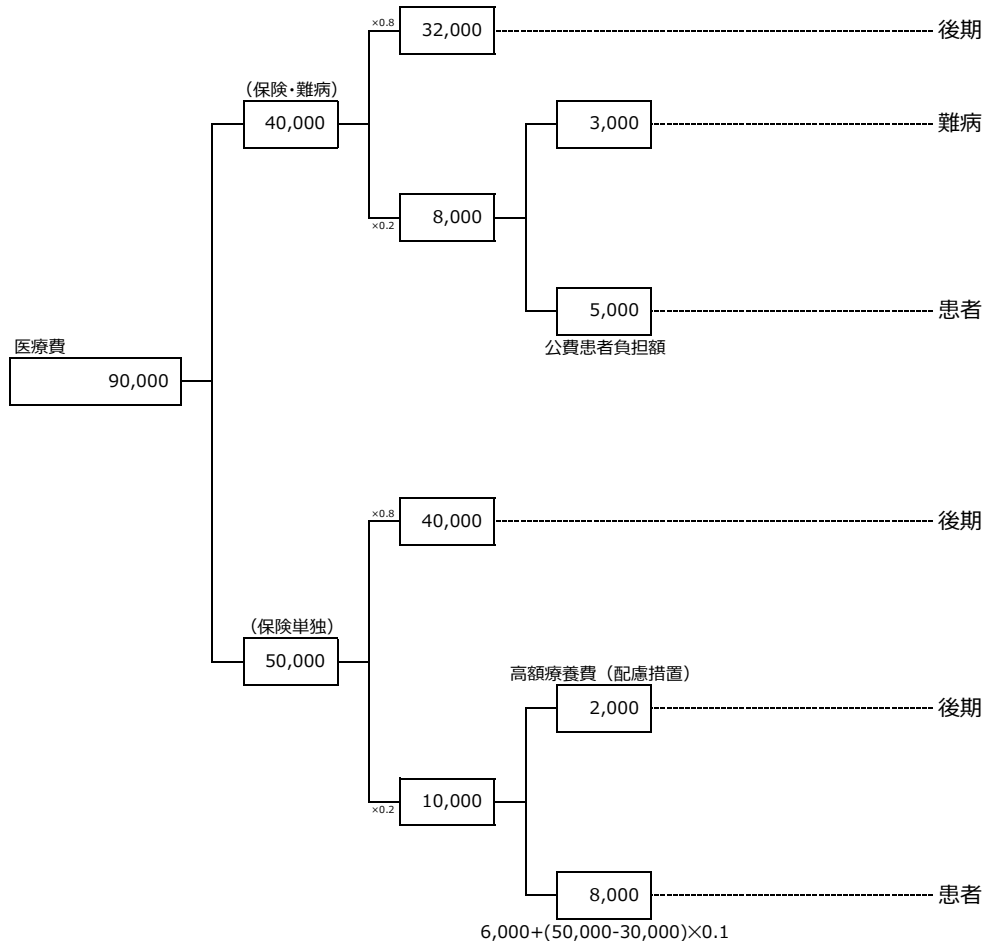 ×0.8
32,000
後期
（保険・難病）
40,000
3,000
難病
×0.2
8,000
5,000
患者
公費患者負担額
医療費
90,000
×0.8
40,000
後期
（保険単独）
50,000
高額療養費（配慮措置）
2,000
後期
×0.2
10,000
8,000
患者
6,000+(50,000-30,000)×0.1